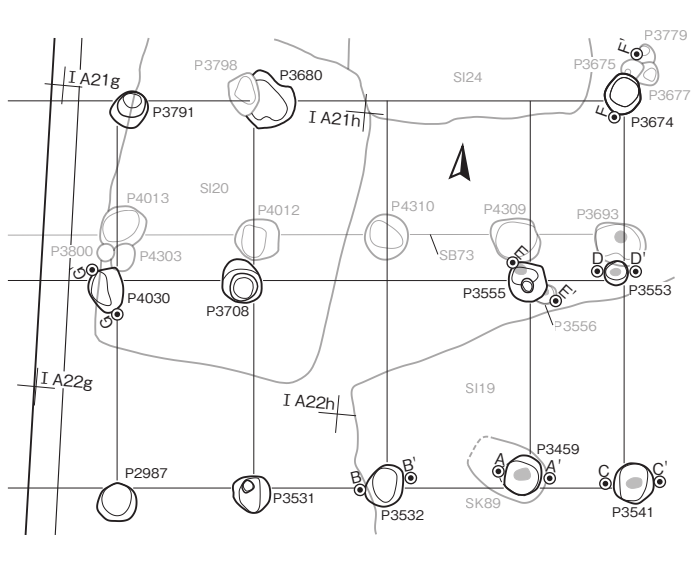 P3779
F'
P3798
P3675
P3680
SI24
I A21g
P3677
P3791
I A21h
F
P3674
SI20
P4013
P4012
P4310
P4309
P3693
P3800
P4303
SB73
E
D
D'
G'
P4030
P3708
P3555
E'
P3553
G
P3556
I A22g
SI19
I A22h
P3459
P2987
A
A'
B
B'
C
C'
P3531
SK89
P3532
P3541